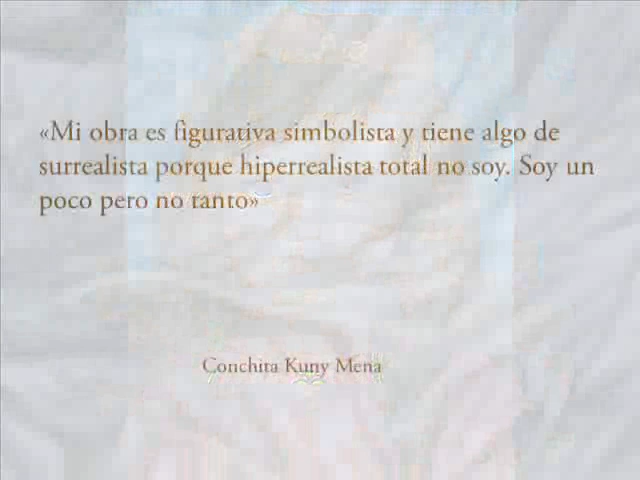 «Mi obra es figurativa simbolista y tiene algo de
surrealista porque hiperrealista total no soy. Soy un
poco pero no tanto»
Conchita Kuny Mena